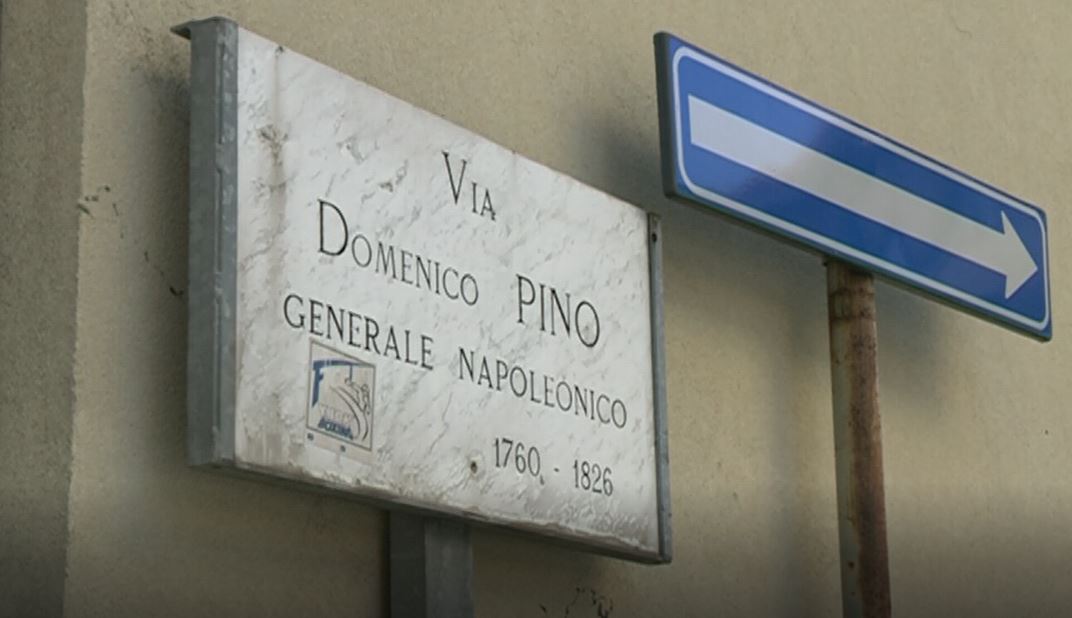 VIA
DOMENICO PINO
GENERALE NAPOLEONICO
1760 - 1826